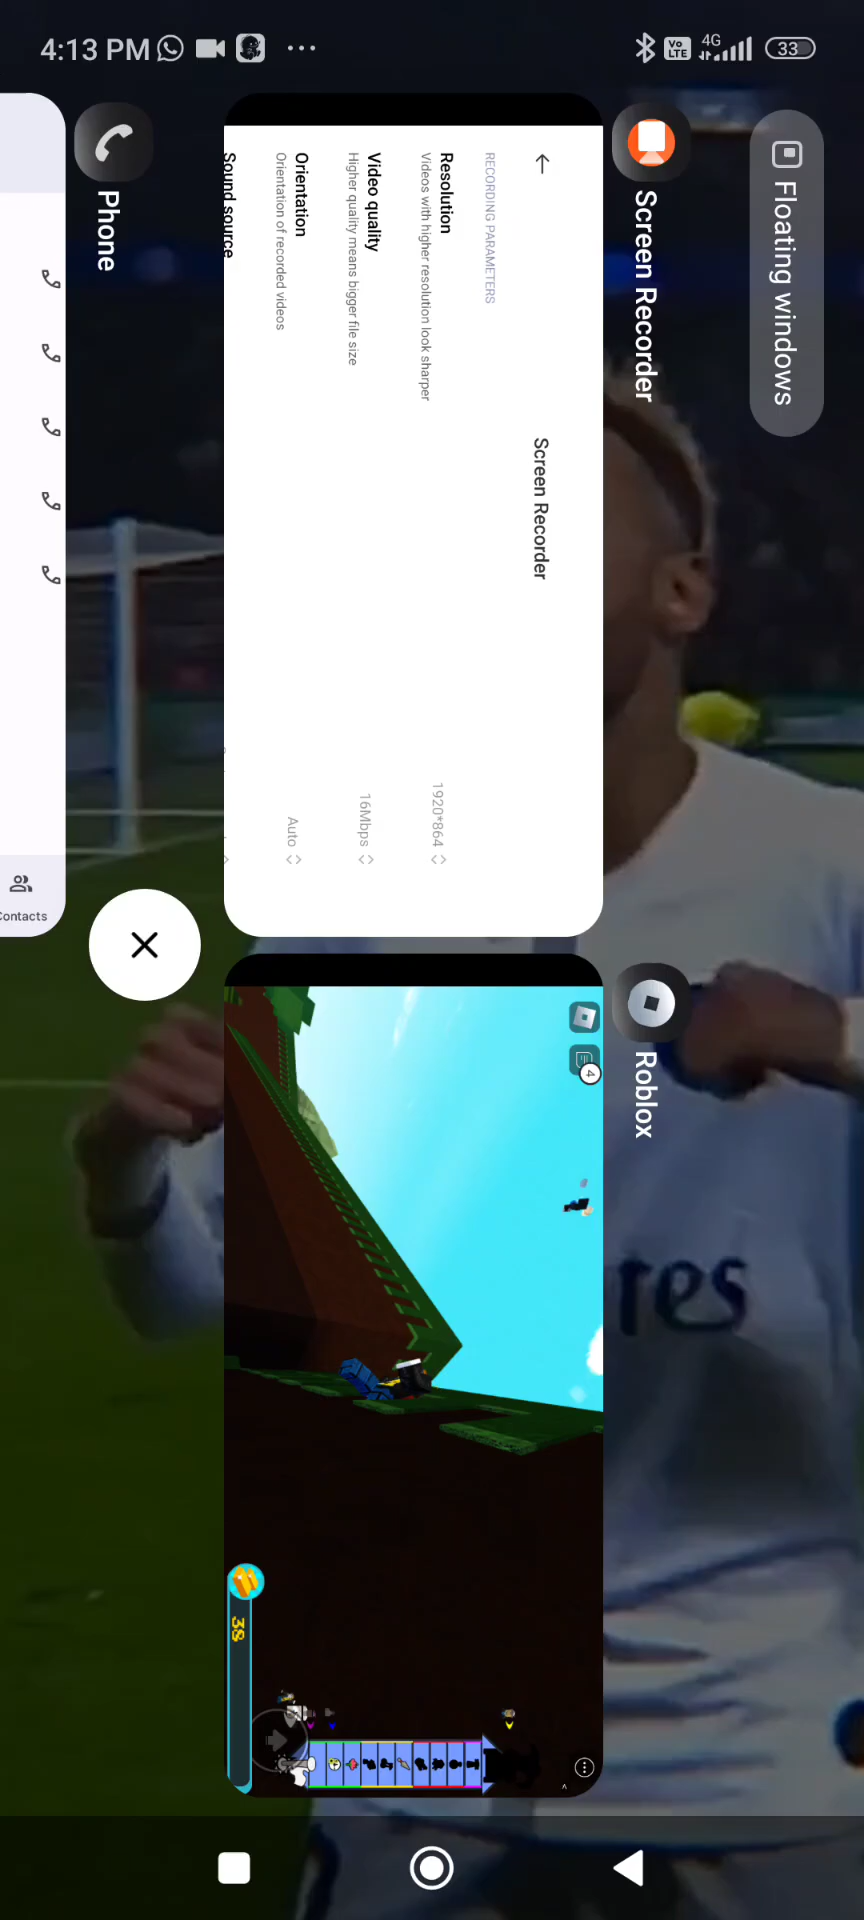 4:13 PM
VoLTE
4G
33
Floating windows
Screen Recorder
Screen Recorder
RECORDING PARAMETERS
Resolution
Videos with higher resolution look sharper
1920*864
Video quality
Higher quality means bigger file size
16Mbps
Orientation
Orientation of recorded videos
Auto
Sound source
Roblox
4
38
Phone
Contacts